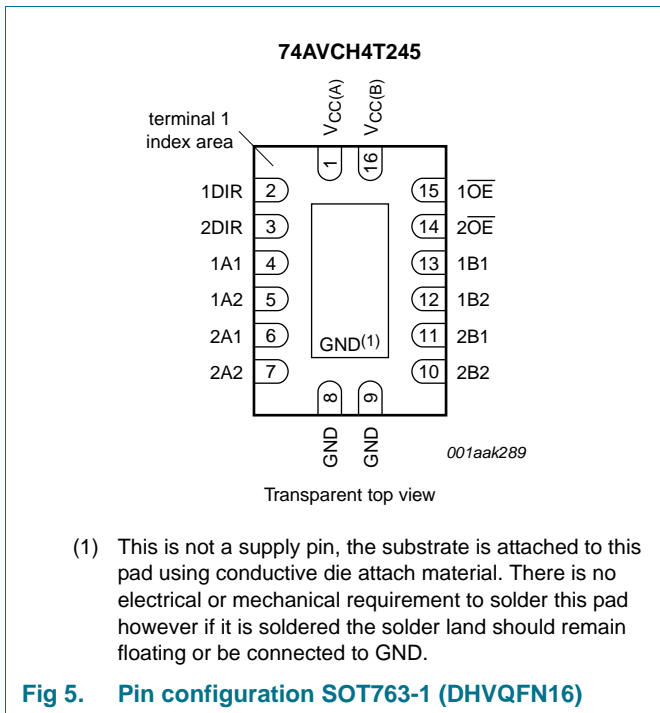 74AVCH4T245
terminal 1
index area
VCC(A)
VCC(B)
1
16
1DIR 2
15 1OE
2DIR 3
14 2OE
1A1 4
13 1B1
1A2 5
12 1B2
2A1 6
11 2B1
GND(1)
2A2 7
10 2B2
8
9
GND
GND
001aak289
Transparent top view
(1) This is not a supply pin, the substrate is attached to this
pad using conductive die attach material. There is no
electrical or mechanical requirement to solder this pad
however if it is soldered the solder land should remain
floating or be connected to GND.
Fig 5. Pin configuration SOT763-1 (DHVQFN16)